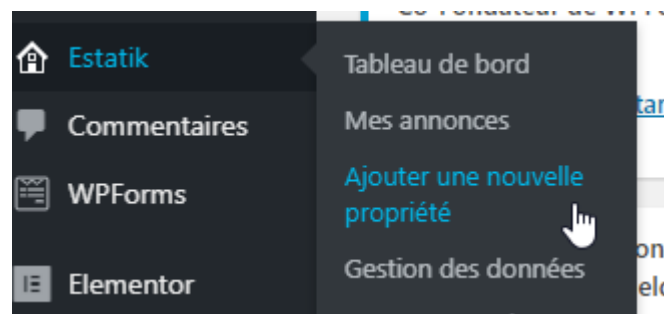 Estatik
Commentaires
WPForms
Elementor
Tableau de bord
Mes annonces
Ajouter une nouvelle
propriété
Gestion des données